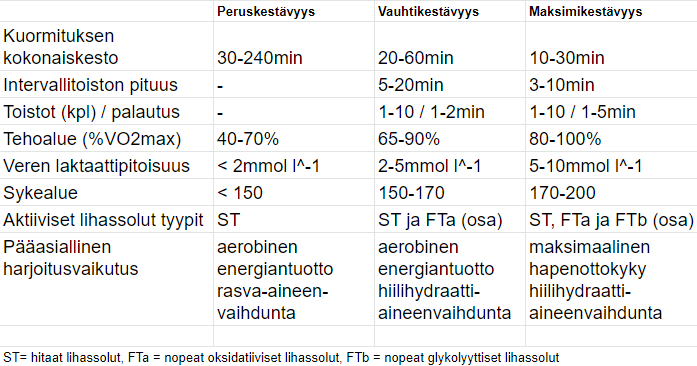 Peruskestävyys Vauhtikestävyys Maksimikestävyys
Kuormituksen
kokonaiskesto 30-240min 20-60min 10-30min
Intervallitoiston pituus - 5-20min 3-10min
Toistot (kpl) / palautus - 1-10 / 1-2min 1-10 / 1-5min
Tehoalue (%VO2max) 40-70% 65-90% 80-100%
Veren laktaattipitoisuus < 2mmol l^-1 2-5mmol l^-1 5-10mmol l^-1
Sykealue < 150 150-170 170-200
Aktiiviset lihassolut tyypit ST ST ja FTa (osa) ST, FTa ja FTb (osa)
Pääasiallinen aerobinen aerobinen maksimaalinen
harjoitusvaikutus energiantuotto energiantuotto hapenottokyky
rasva-aineen- hiilihydraatti- hiilihydraatti-
vaihdunta aineenvaihdunta aineenvaihdunta
ST= hitaat lihassolut, FTa = nopeat oksidatiiviset lihassolut, FTb = nopeat glykolyyttiset lihassolut